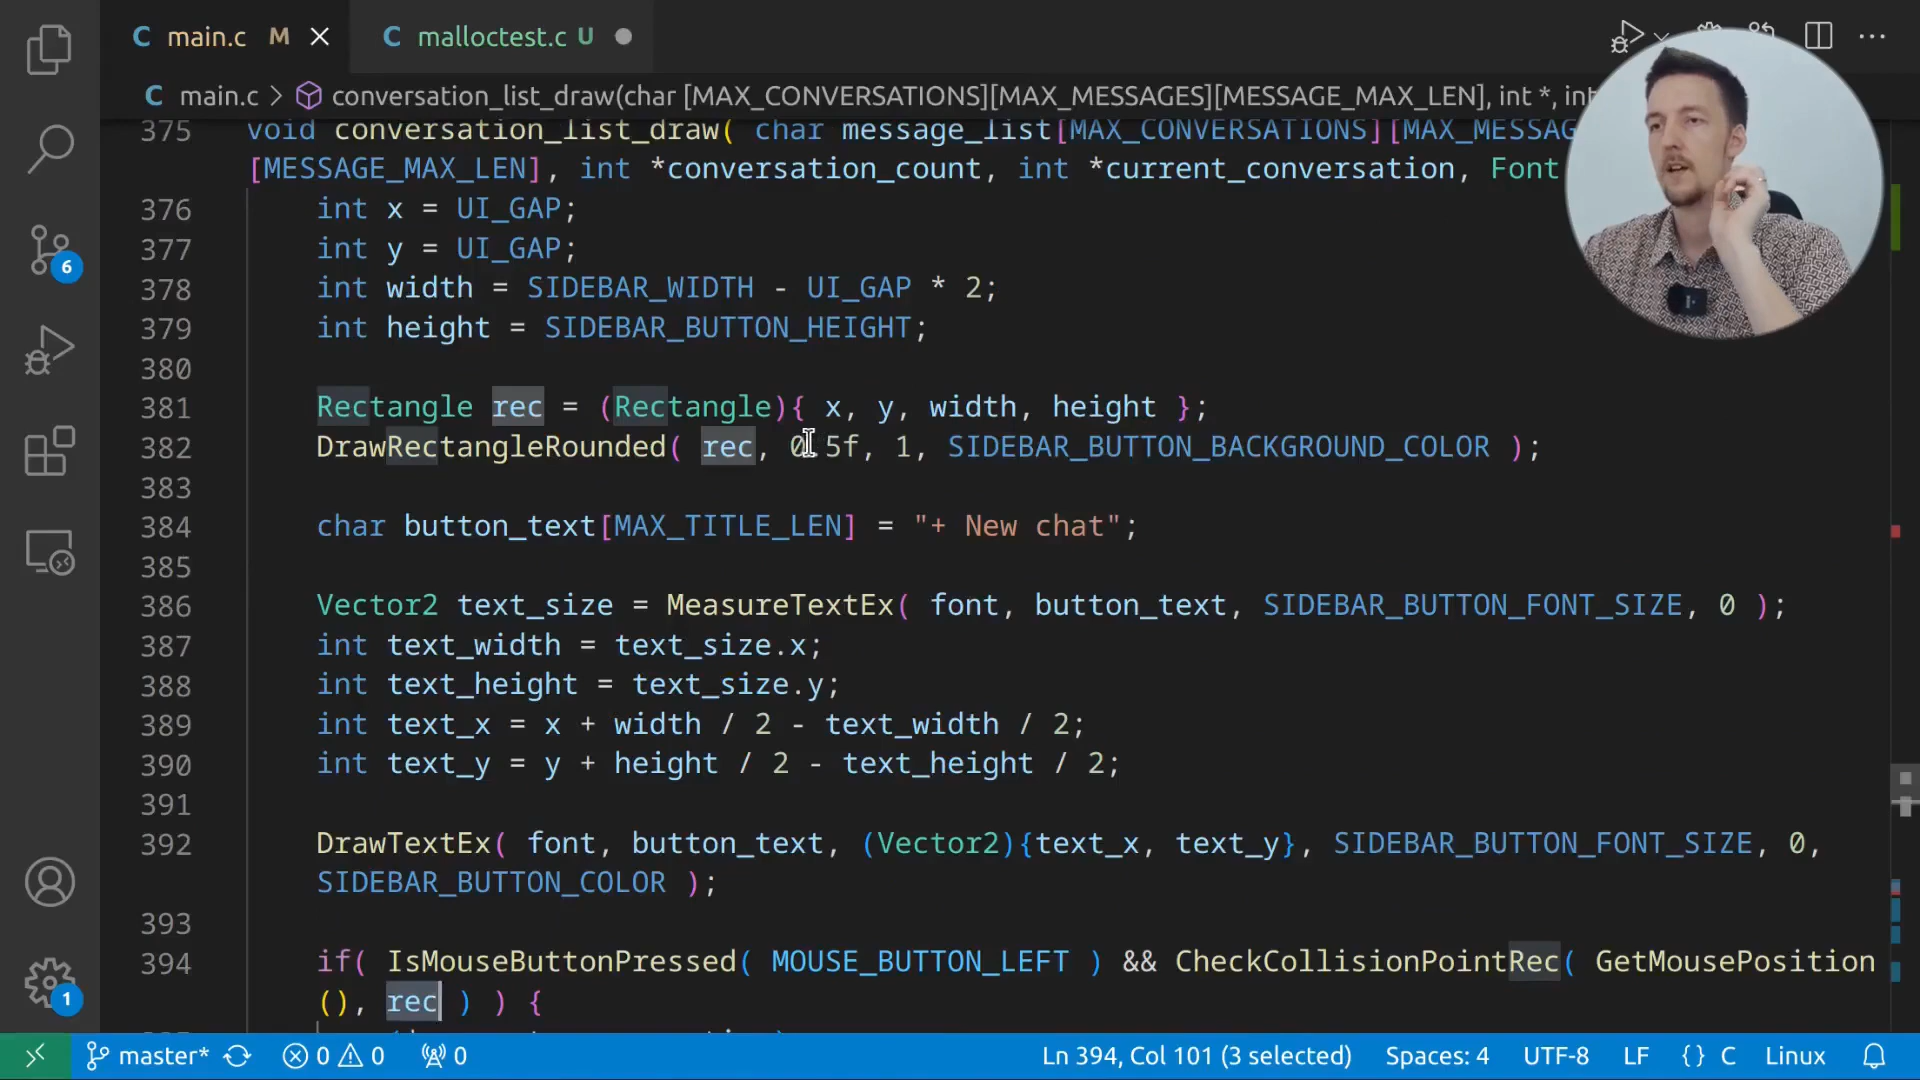 main.c M
malloctest.c U
main.c > conversation_list_draw(char [MAX_CONVERSATIONS][MAX_MESSAGES][MESSAGE_MAX_LEN], int *, int
375 void conversation_list_draw( char message_list[MAX_CONVERSATIONS][MAX_MESSAG
[MESSAGE_MAX_LEN], int *conversation_count, int *current_conversation, Font
376 int x = UI_GAP;
377 int y = UI_GAP;
378 int width = SIDEBAR_WIDTH - UI_GAP * 2;
379 int height = SIDEBAR_BUTTON_HEIGHT;
380
381 Rectangle rec = (Rectangle){ x, y, width, height };
382 DrawRectangleRounded( rec, 0.5f, 1, SIDEBAR_BUTTON_BACKGROUND_COLOR );
383
384 char button_text[MAX_TITLE_LEN] = "+ New chat";
385
386 Vector2 text_size = MeasureTextEx( font, button_text, SIDEBAR_BUTTON_FONT_SIZE, 0 );
387 int text_width = text_size.x;
388 int text_height = text_size.y;
389 int text_x = x + width / 2 - text_width / 2;
390 int text_y = y + height / 2 - text_height / 2;
391
392 DrawTextEx( font, button_text, (Vector2){text_x, text_y}, SIDEBAR_BUTTON_FONT_SIZE, 0,
SIDEBAR_BUTTON_COLOR );
393
394 if( IsMouseButtonPressed( MOUSE_BUTTON_LEFT ) && CheckCollisionPointRec( GetMousePosition
(), rec ) ) {
6
1
master* 0 0 0 Ln 394, Col 101 (3 selected) Spaces: 4 UTF-8 LF {} C Linux